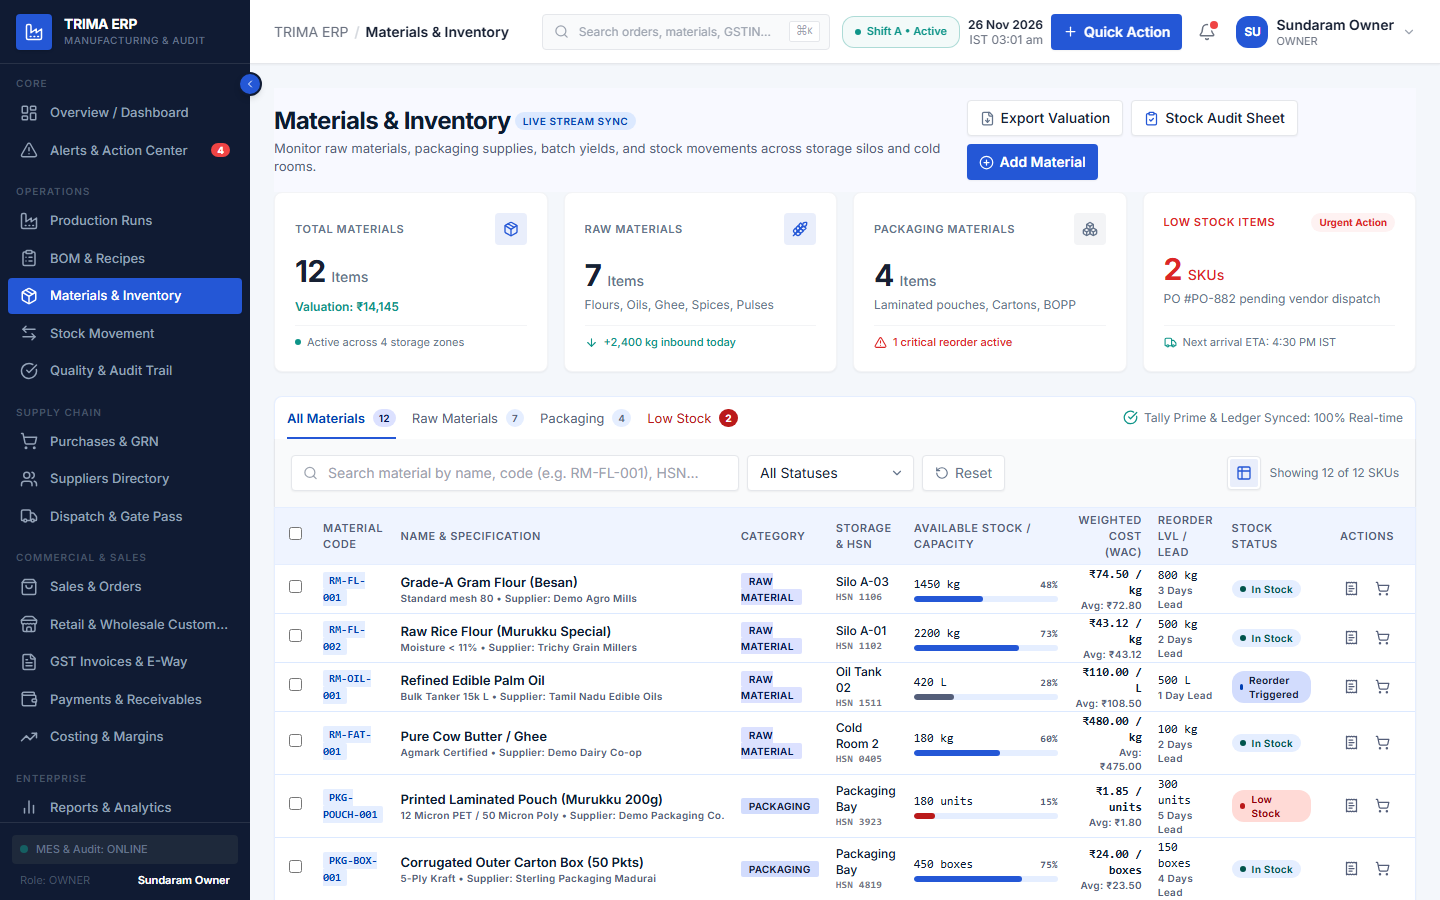 TRIMA ERP
MANUFACTURING & AUDIT
CORE
Overview / Dashboard
Alerts & Action Center 4
OPERATIONS
Production Runs
BOM & Recipes
Materials & Inventory
Stock Movement
Quality & Audit Trail
SUPPLY CHAIN
Purchases & GRN
Suppliers Directory
Dispatch & Gate Pass
COMMERCIAL & SALES
Sales & Orders
Retail & Wholesale Custom...
GST Invoices & E-Way
Payments & Receivables
Costing & Margins
ENTERPRISE
Reports & Analytics
MES & Audit: ONLINE
Role: OWNER Sundaram Owner
TRIMA ERP / Materials & Inventory
Search orders, materials, GSTIN... ⌘K
Shift A • Active
26 Nov 2026
IST 03:01 am
Quick Action
SU
Sundaram Owner
OWNER
Materials & Inventory LIVE STREAM SYNC
Monitor raw materials, packaging supplies, batch yields, and stock movements across storage silos and cold
rooms.
Export Valuation
Stock Audit Sheet
Add Material
TOTAL MATERIALS
12 Items
Valuation: ₹14,145
Active across 4 storage zones
RAW MATERIALS
7 Items
Flours, Oils, Ghee, Spices, Pulses
+2,400 kg inbound today
PACKAGING MATERIALS
4 Items
Laminated pouches, Cartons, BOPP
1 critical reorder active
LOW STOCK ITEMS Urgent Action
2 SKUs
PO #PO-882 pending vendor dispatch
Next arrival ETA: 4:30 PM IST
All Materials 12 Raw Materials 7 Packaging 4 Low Stock 2
Tally Prime & Ledger Synced: 100% Real-time
Search material by name, code (e.g. RM-FL-001), HSN...
All Statuses
Reset
Showing 12 of 12 SKUs
MATERIAL
CODE
NAME & SPECIFICATION
CATEGORY
STORAGE
& HSN
AVAILABLE STOCK /
CAPACITY
WEIGHTED
COST
(WAC)
REORDER
LVL /
LEAD
STOCK
STATUS
ACTIONS
RM-FL-
001
Grade-A Gram Flour (Besan)
Standard mesh 80 • Supplier: Demo Agro Mills
RAW
MATERIAL
Silo A-03
HSN 1106
1450 kg 48%
₹74.50 /
kg
Avg: ₹72.80
800 kg
3 Days
Lead
In Stock
RM-FL-
002
Raw Rice Flour (Murukku Special)
Moisture < 11% • Supplier: Trichy Grain Millers
RAW
MATERIAL
Silo A-01
HSN 1102
2200 kg 73%
₹43.12 /
kg
Avg: ₹43.12
500 kg
2 Days
Lead
In Stock
RM-OIL-
001
Refined Edible Palm Oil
Bulk Tanker 15k L • Supplier: Tamil Nadu Edible Oils
RAW
MATERIAL
Oil Tank
02
HSN 1511
420 L 28%
₹110.00 /
L
Avg: ₹108.50
500 L
1 Day Lead
Reorder
Triggered
RM-FAT-
001
Pure Cow Butter / Ghee
Agmark Certified • Supplier: Demo Dairy Co-op
RAW
MATERIAL
Cold
Room 2
HSN 0405
180 kg 60%
₹480.00 /
kg
Avg:
₹475.00
100 kg
2 Days
Lead
In Stock
PKG-
POUCH-001
Printed Laminated Pouch (Murukku 200g)
12 Micron PET / 50 Micron Poly • Supplier: Demo Packaging Co.
PACKAGING
Packaging
Bay
HSN 3923
180 units 15%
₹1.85 /
units
Avg: ₹1.80
300
units
5 Days
Lead
Low
Stock
PKG-BOX-
001
Corrugated Outer Carton Box (50 Pkts)
5-Ply Kraft • Supplier: Sterling Packaging Madurai
PACKAGING
Packaging
Bay
HSN 4819
450 boxes 75%
₹24.00 /
boxes
Avg: ₹23.50
150
boxes
4 Days
Lead
In Stock